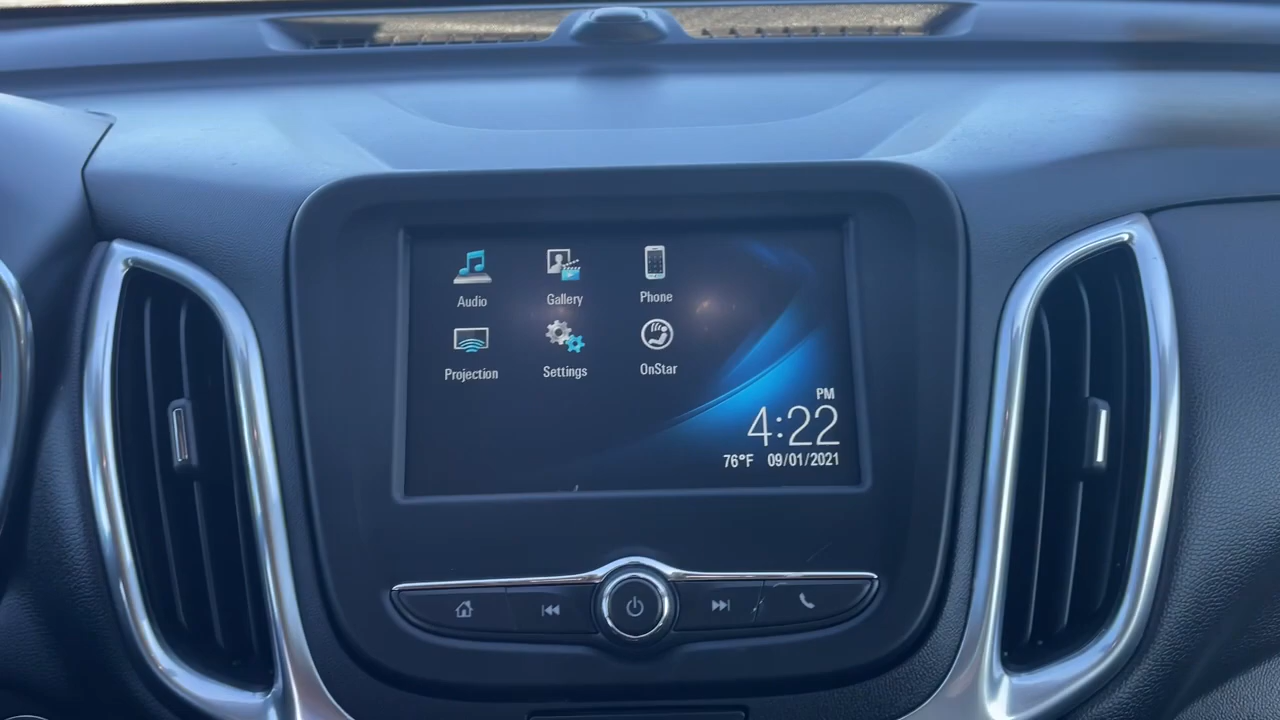 Audio Gallery Phone
Projection Settings OnStar
PM
4:22
76°F 09/01/2021